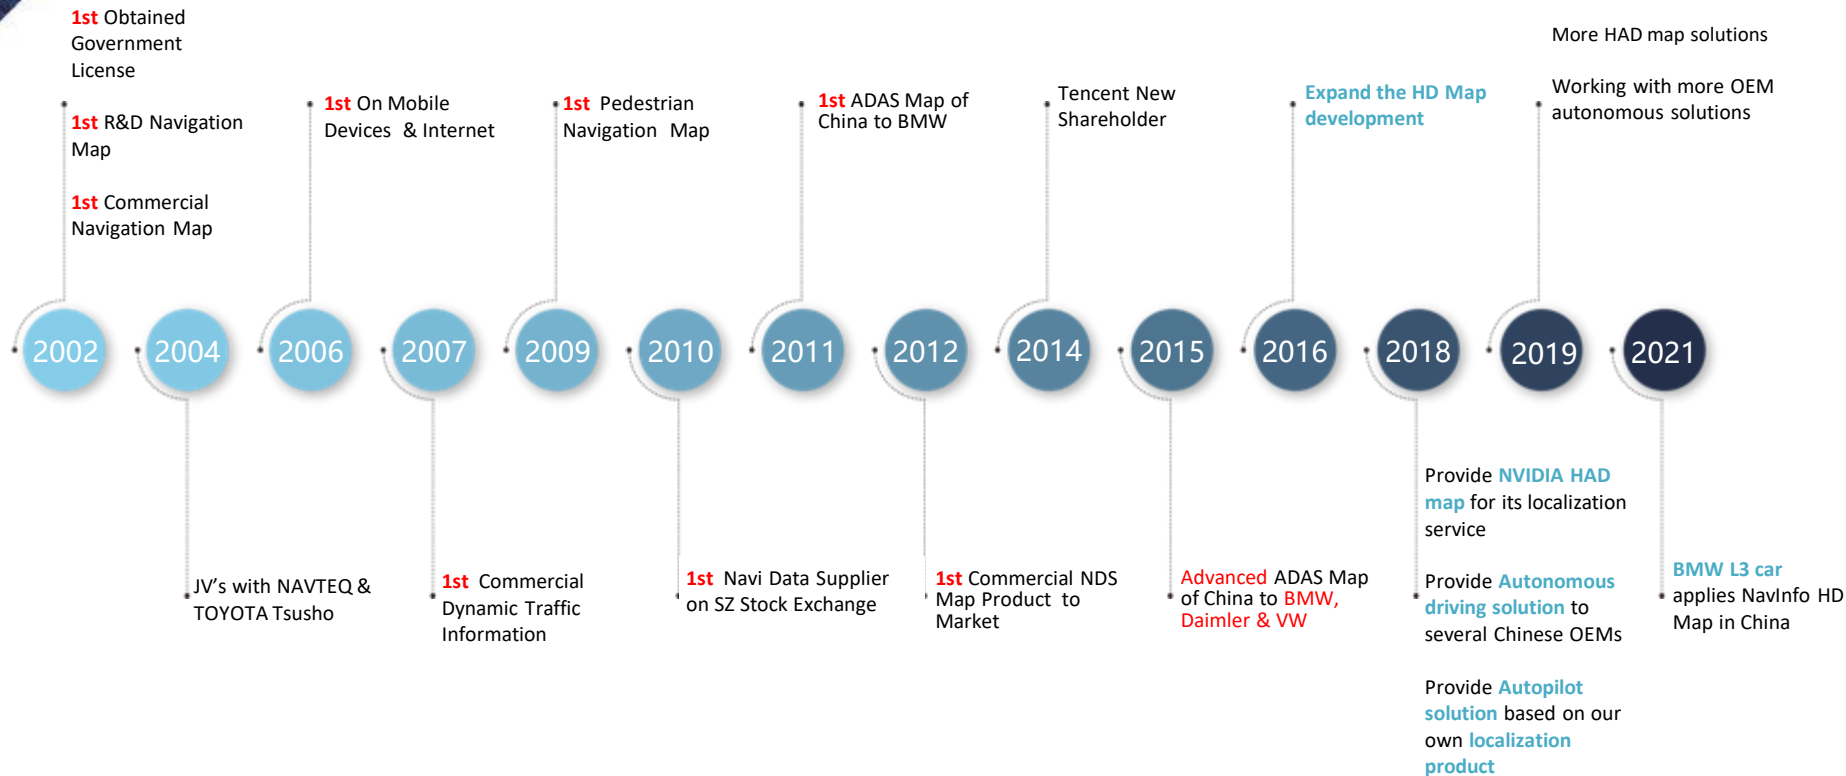 1st Obtained
Government
License
1st R&D Navigation
Map
1st Commercial
Navigation Map
1st On Mobile
Devices & Internet
1st Pedestrian
Navigation Map
1st ADAS Map of
China to BMW
Tencent New
Shareholder
Expand the HD Map
development
More HAD map solutions
Working with more OEM
autonomous solutions
2002
2004
2006
2007
2009
2010
2011
2012
2014
2015
2016
2018
2019
2021
JV's with NAVTEQ &
TOYOTA Tsusho
1st Commercial
Dynamic Traffic
Information
1st Navi Data Supplier
on SZ Stock Exchange
1st Commercial NDS
Map Product to
Market
Advanced ADAS Map
of China to BMW,
Daimler & VW
Provide NVIDIA HAD
map for its localization
service
Provide Autonomous
driving solution to
several Chinese OEMs
Provide Autopilot
solution based on our
own localization
product
BMW L3 car
applies NavInfo HD
Map in China